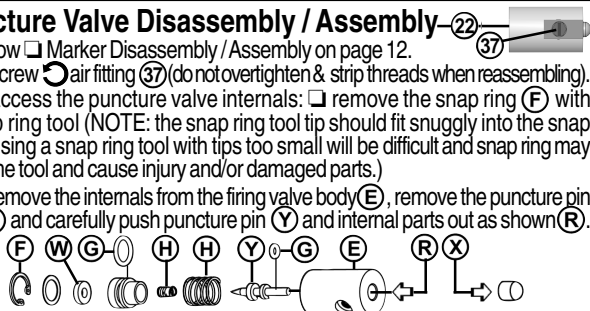 cture Valve Disassembly / Assembly 22
ow ❏ Marker Disassembly / Assembly on page 12. 37
crew air fitting 37 (do not overtighten & strip threads when reassembling).
ccess the puncture valve internals: ❏ remove the snap ring F with
p ring tool (NOTE: the snap ring tool tip should fit snuggly into the snap
sing a snap ring tool with tips too small will be difficult and snap ring may
ne tool and cause injury and/or damaged parts.)
emove the internals from the firing valve body E, remove the puncture pin
) and carefully push puncture pin Y and internal parts out as shown R.
F W G H H Y G E R X